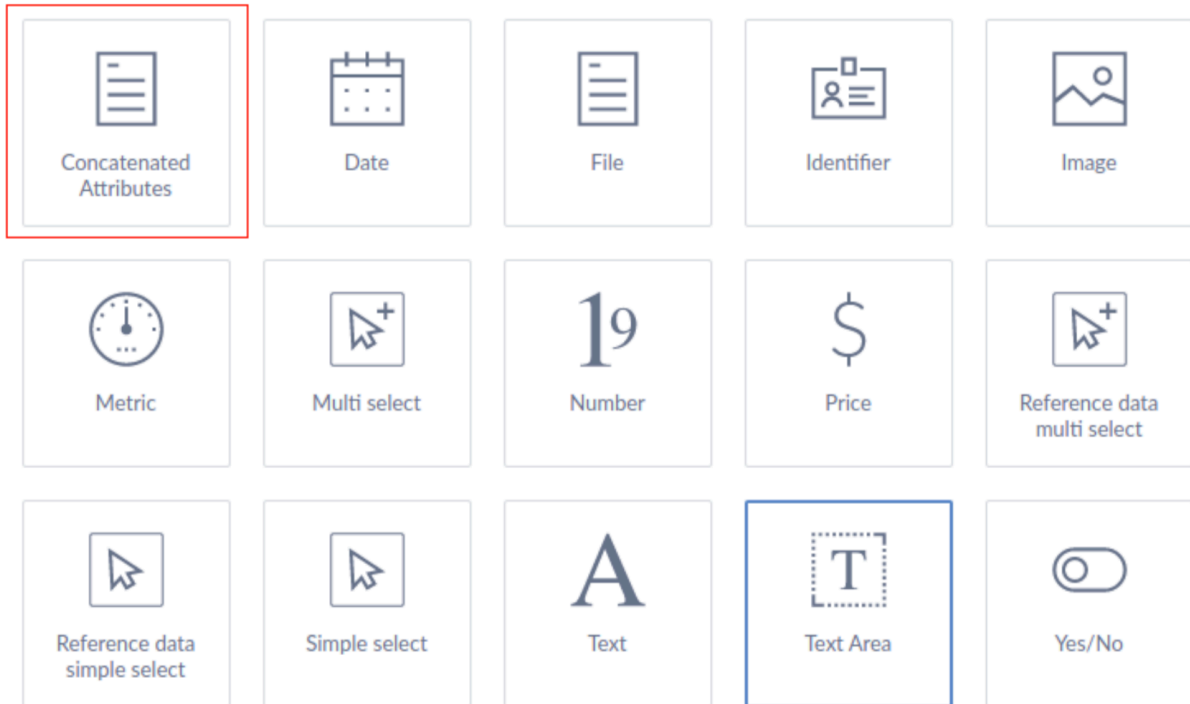 Concatenated
Attributes
Date
File
Identifier
Image
Metric
Multi select
19
Number
$
Price
Reference data
multi select
Reference data
simple select
Simple select
A
Text
T
Text Area
Yes/No